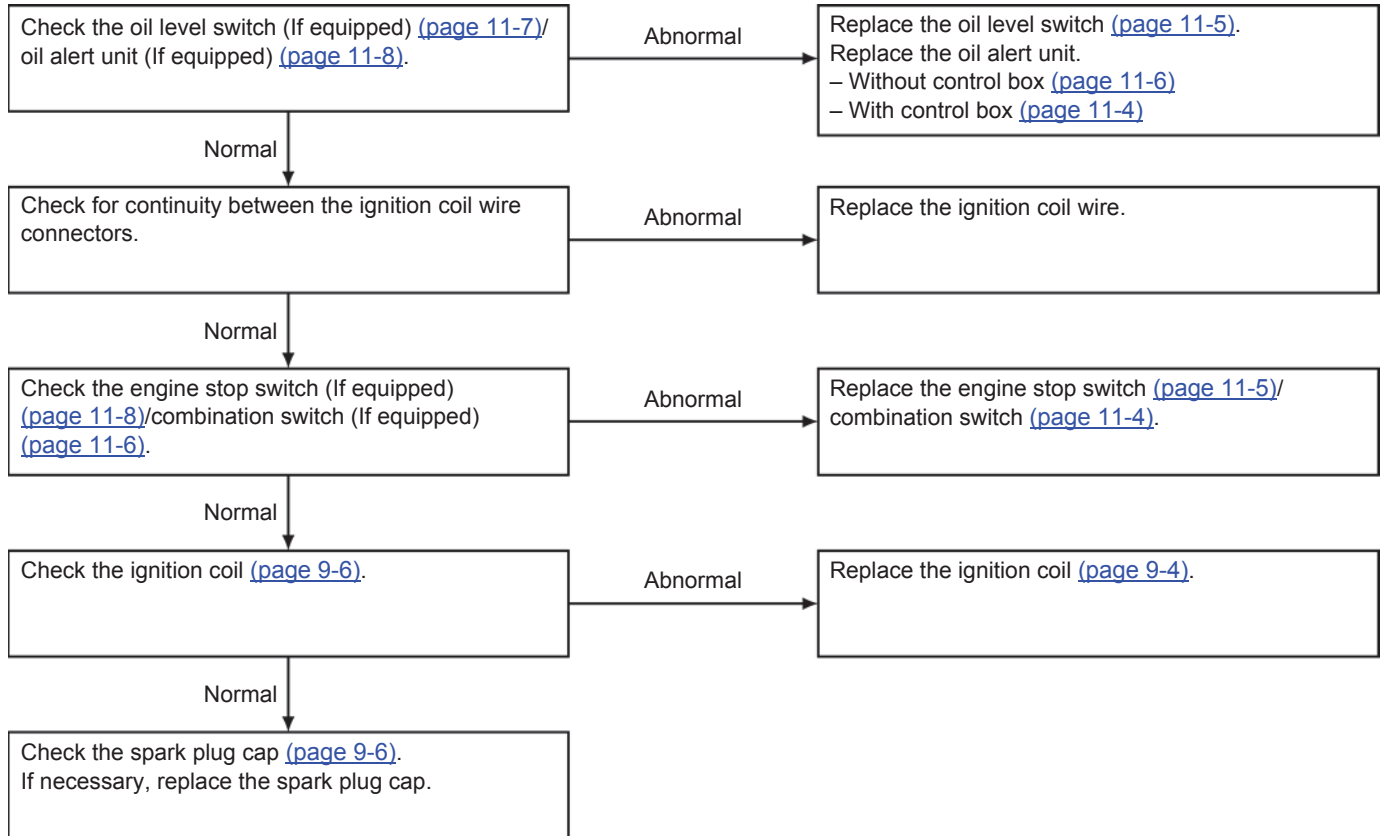 Check the oil level switch (If equipped) (page 11-7)/
oil alert unit (If equipped) (page 11-8).
Abnormal
Replace the oil level switch (page 11-5).
Replace the oil alert unit.
– Without control box (page 11-6)
– With control box (page 11-4)
Normal
Check for continuity between the ignition coil wire
connectors.
Abnormal
Replace the ignition coil wire.
Normal
Check the engine stop switch (If equipped)
(page 11-8)/combination switch (If equipped)
(page 11-6).
Abnormal
Replace the engine stop switch (page 11-5)/
combination switch (page 11-4).
Normal
Check the ignition coil (page 9-6).
Abnormal
Replace the ignition coil (page 9-4).
Normal
Check the spark plug cap (page 9-6).
If necessary, replace the spark plug cap.